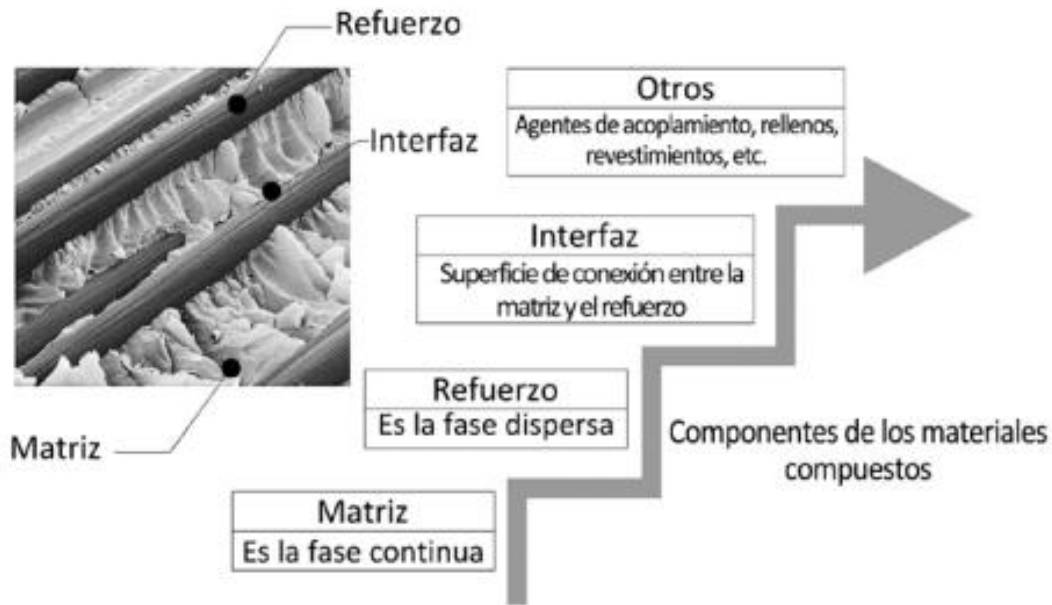 Refuerzo
Interfaz
Matriz
Otros
Agentes de acoplamiento, rellenos,
revestimientos, etc.
Interfaz
Superficie de conexión entre la
matriz y el refuerzo
Refuerzo
Es la fase dispersa
Matriz
Es la fase continua
Componentes de los materiales
compuestos